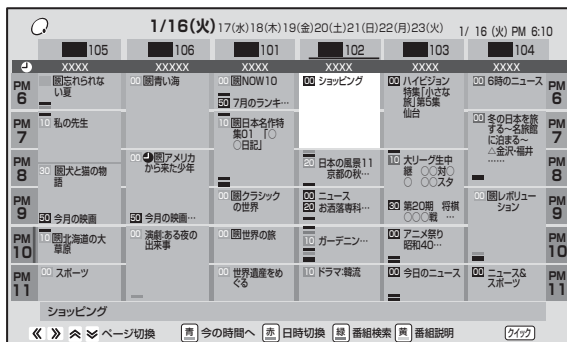 1/16(火)17(水)18(木)19(金)20(土)21(日)22(月)23(火) 1/ 16 (火) PM 6:10
105 106 101 102 103 104
XXXX XXXXX XXXX XXXX XXXX XXXX
PM 6
00 圏忘れられない夏
00 圏青い海
00 圏NOW10
50 7月のランキ…
00 ショッピング
00 ハイビジョン特集「小さな旅」第5集 仙台
00 6時のニュース
PM 6
PM 7
10 私の先生
10 圏日本名作特集01 「○○日記」
00 冬の日本を旅する~名旅館に泊まる~ △金沢・福井……
PM 7
PM 8
30 圏犬と猫の物語
00 圏アメリカから来た少年
20 日本の風景11 京都の秋…
10 大リーグ生中継 ○○対○○ ○○スタ
PM 8
PM 9
50 今月の映画
50 今月の映画…
00 圏クラシックの世界
00 ニュース
20 お洒落専科…
30 第20期 将棋○○○戦 …
00 圏レボリューション
PM 9
PM 10
10 圏北海道の大草原
00 演劇:ある夜の出来事
00 圏世界の旅
10 ガーデニン…
00 アニメ祭り昭和40…
PM 10
PM 11
00 スポーツ
00 世界遺産をめぐる
10 ドラマ:韓流
00 今日のニュース
00 ニュース&スポーツ
PM 11
ショッピング
ページ切換 青 今の時間へ 赤 日時切換 緑 番組検索 黄 番組説明 クイック